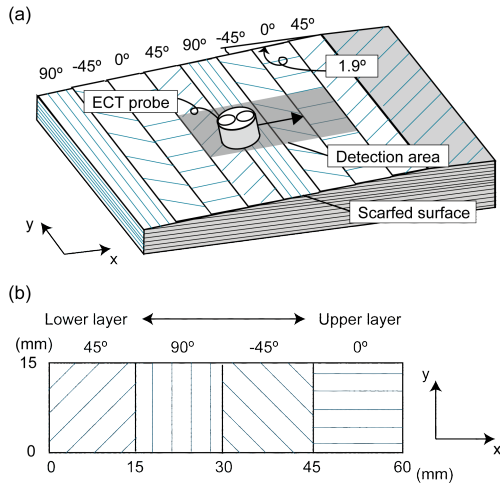 (a)
90º -45º 0º 45º 90º -45º 0º 45º
1.9º
ECT probe
Detection area
Scarfed surface
y
x
(b)
Lower layer Upper layer
(mm) 45º 90º -45º 0º
15
0
0 15 30 45 60
(mm)
y
x